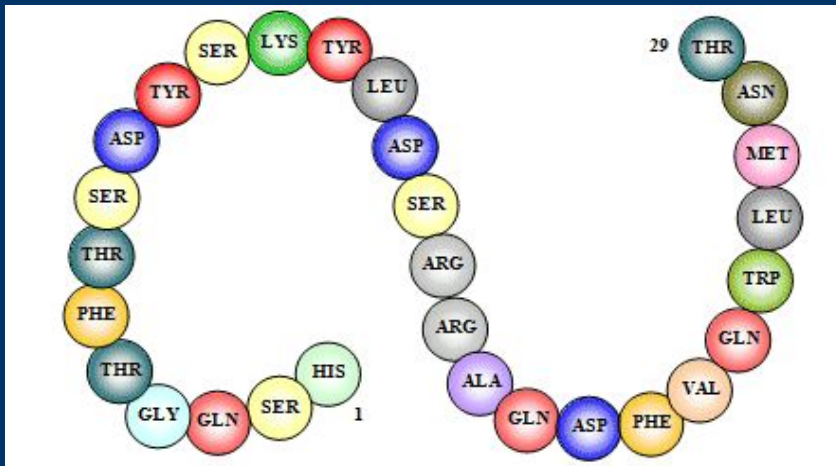 1
HIS
SER
GLN
GLY
THR
PHE
THR
SER
ASP
TYR
SER
LYS
TYR
LEU
ASP
SER
ARG
ARG
ALA
GLN
ASP
PHE
VAL
GLN
TRP
LEU
MET
ASN
THR
29